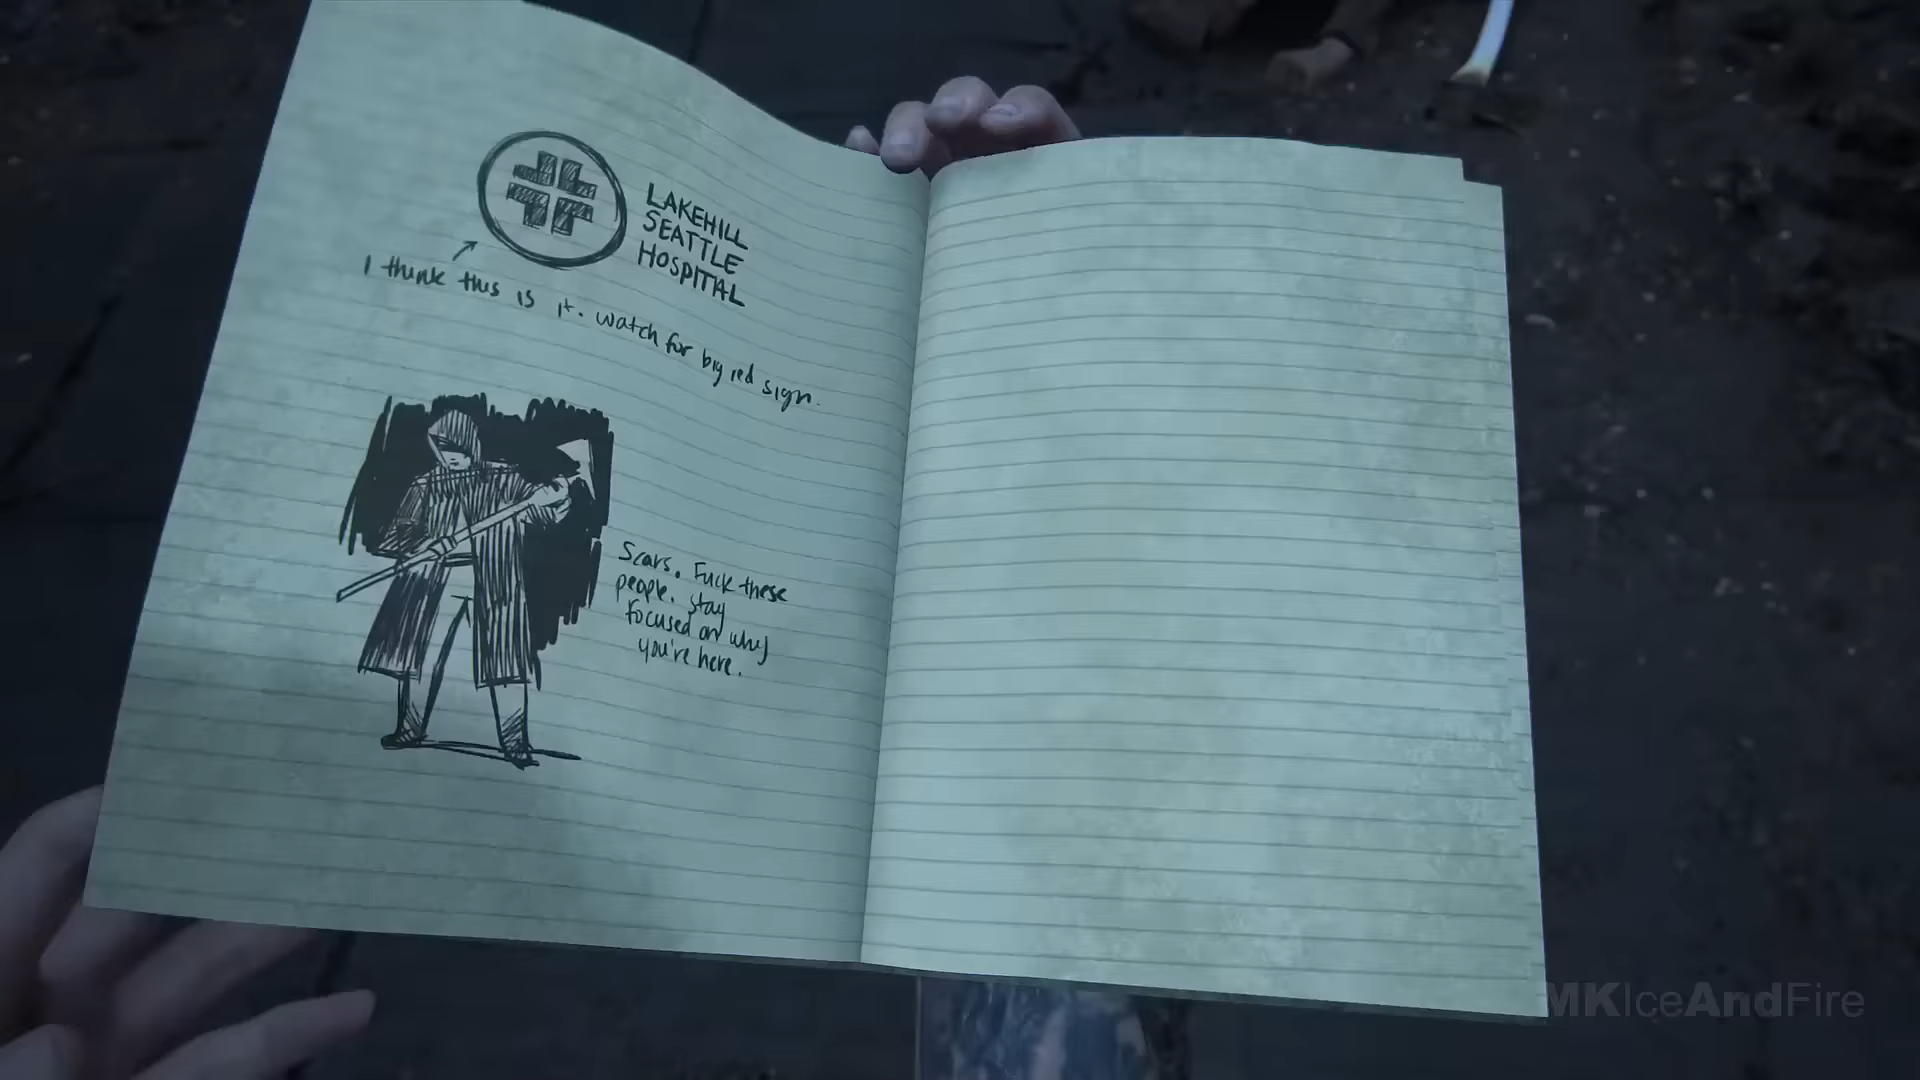 LAKEHILL
SEATTLE
HOSPITAL
I think this is it. watch for big red sign.
Scars. Fuck these
people. stay
focused on why
you're here.
MKIceAndFire